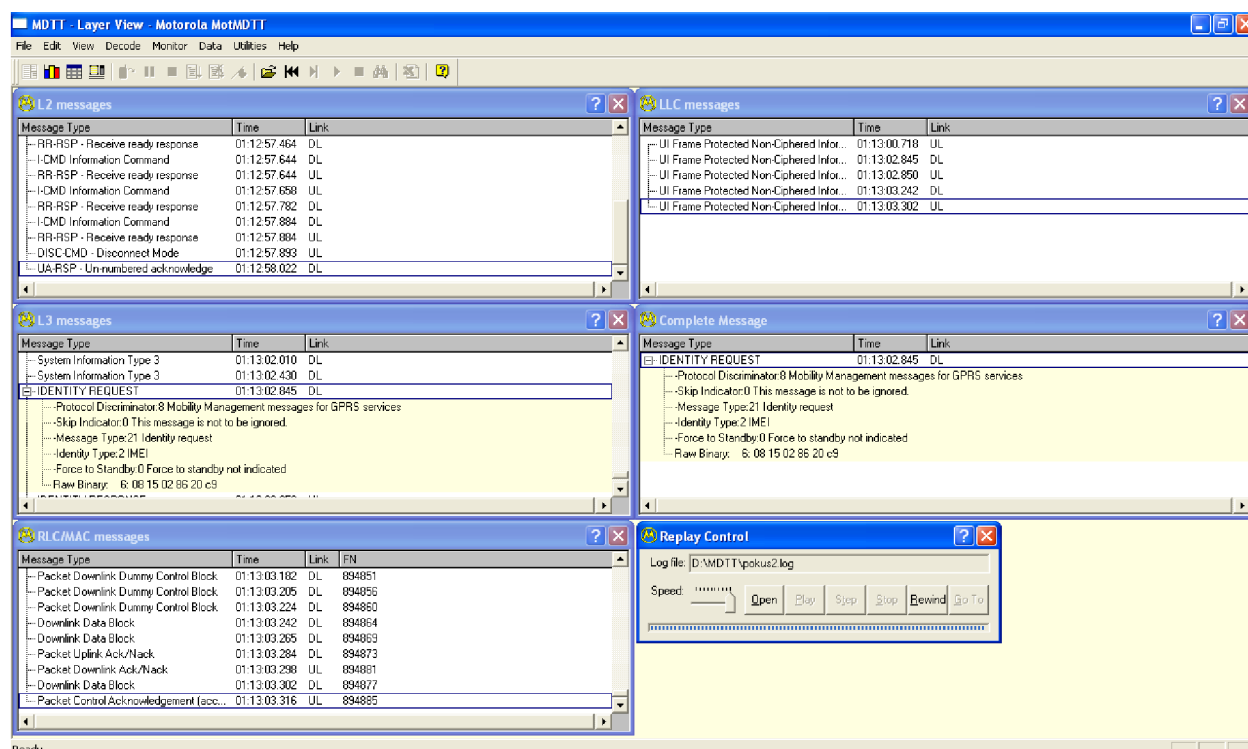 MDTT - Layer View - Motorola MotMDTT
File Edit View Decode Monitor Data Utilities Help
L2 messages
Message Type Time Link
RR-RSP - Receive ready response 01:12:57.464 DL
I-CMD Information Command 01:12:57.644 DL
RR-RSP - Receive ready response 01:12:57.644 UL
I-CMD Information Command 01:12:57.658 UL
RR-RSP - Receive ready response 01:12:57.782 DL
I-CMD Information Command 01:12:57.884 DL
RR-RSP - Receive ready response 01:12:57.884 UL
DISC-CMD - Disconnect Mode 01:12:57.893 UL
UA-RSP - Un-numbered acknowledge 01:12:58.022 DL
LLC messages
Message Type Time Link
UI Frame Protected Non-Ciphered Infor... 01:13:00.718 UL
UI Frame Protected Non-Ciphered Infor... 01:13:02.845 DL
UI Frame Protected Non-Ciphered Infor... 01:13:02.850 UL
UI Frame Protected Non-Ciphered Infor... 01:13:03.242 DL
UI Frame Protected Non-Ciphered Infor... 01:13:03.302 UL
L3 messages
Message Type Time Link
System Information Type 3 01:13:02.010 DL
System Information Type 3 01:13:02.430 DL
IDENTITY REQUEST 01:13:02.845 DL
-Protocol Discriminator:8 Mobility Management messages for GPRS services
-Skip Indicator:0 This message is not to be ignored.
-Message Type:21 Identity request
-Identity Type:2 IMEI
-Force to Standby:0 Force to standby not indicated
Raw Binary: 6: 08 15 02 86 20 c9
Complete Message
Message Type Time Link
IDENTITY REQUEST 01:13:02.845 DL
-Protocol Discriminator:8 Mobility Management messages for GPRS services
-Skip Indicator:0 This message is not to be ignored.
-Message Type:21 Identity request
-Identity Type:2 IMEI
-Force to Standby:0 Force to standby not indicated
Raw Binary: 6: 08 15 02 86 20 c9
RLC/MAC messages
Message Type Time Link FN
Packet Downlink Dummy Control Block 01:13:03.182 DL 894851
Packet Downlink Dummy Control Block 01:13:03.205 DL 894856
Packet Downlink Dummy Control Block 01:13:03.224 DL 894860
Downlink Data Block 01:13:03.242 DL 894864
Downlink Data Block 01:13:03.265 DL 894869
Packet Uplink Ack/Nack 01:13:03.284 DL 894873
Packet Downlink Ack/Nack 01:13:03.298 UL 894881
Downlink Data Block 01:13:03.302 DL 894877
Packet Control Acknowledgement (acc... 01:13:03.316 UL 894885
Replay Control
Log file: D:\MDTT\pokus2.log
Speed: Open Play Step Stop Rewind Go To